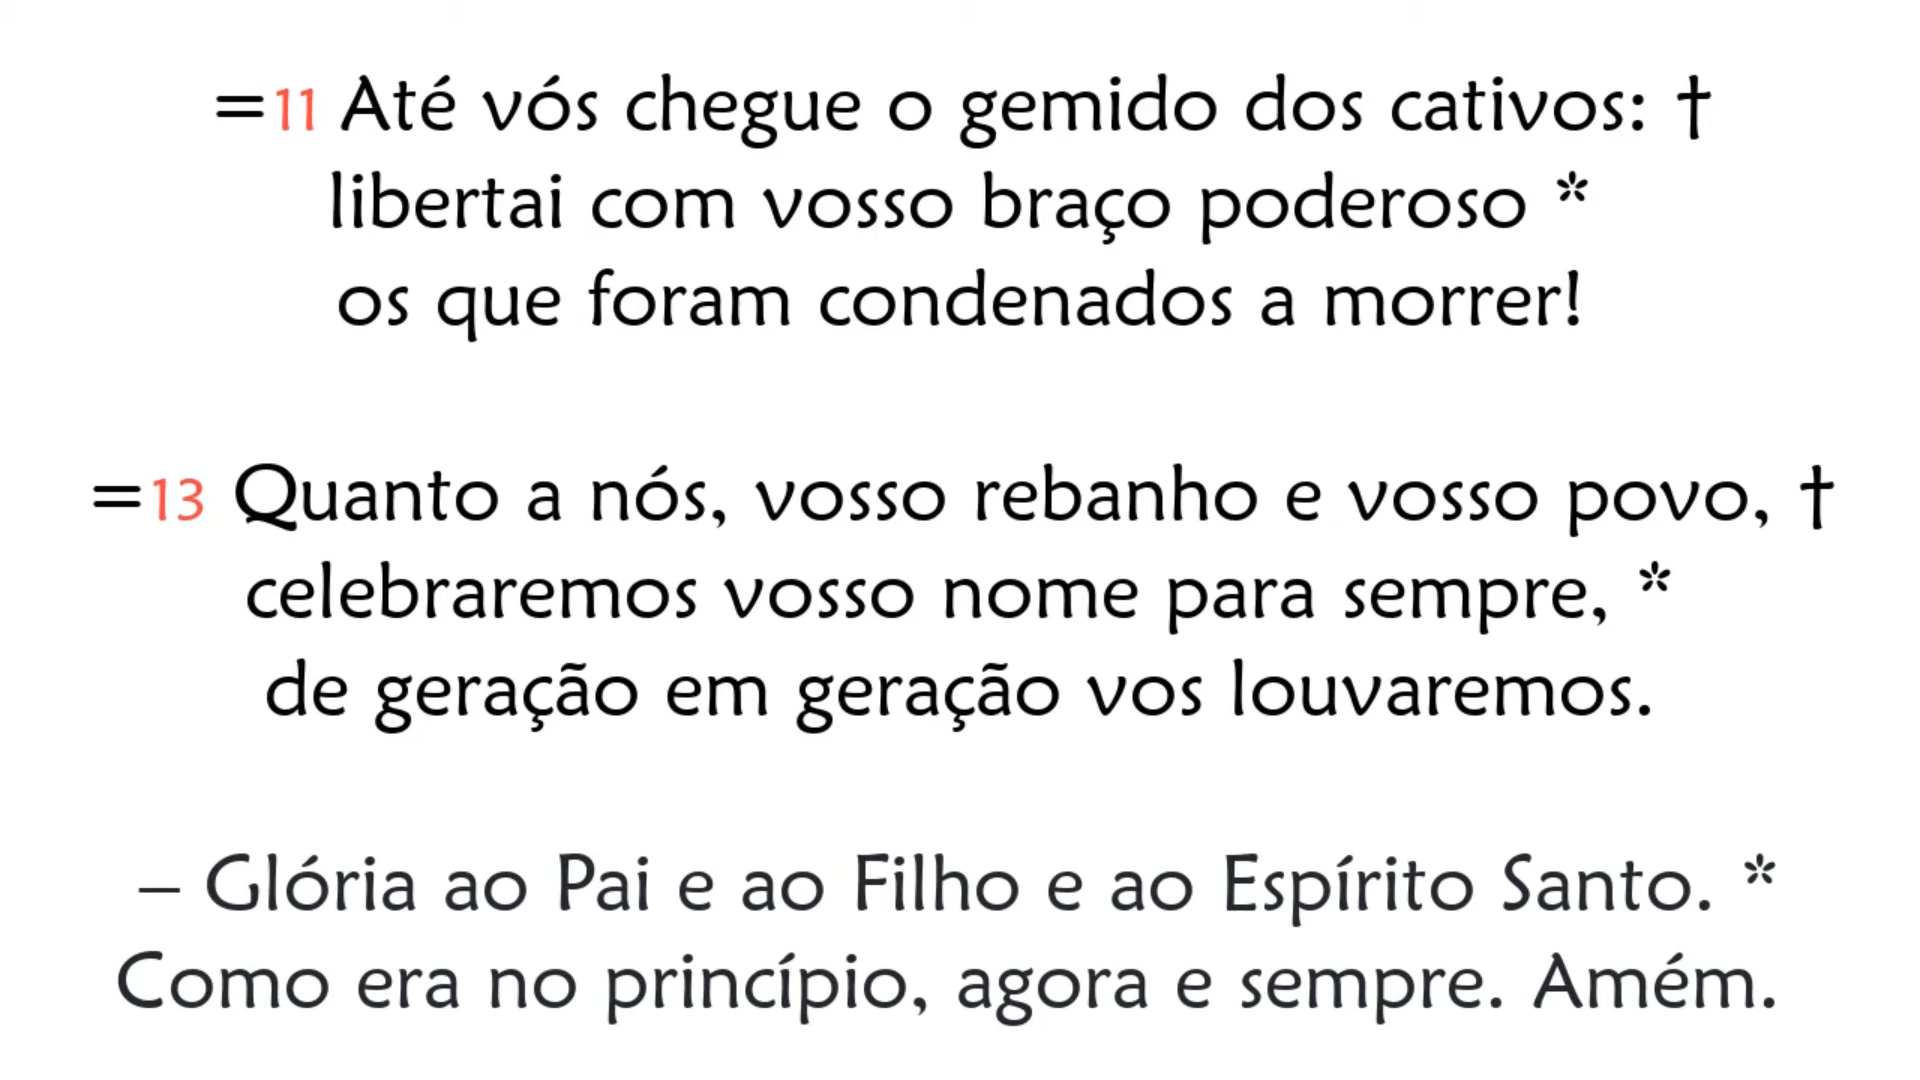 =11 Até vós chegue o gemido dos cativos: †
libertai com vosso braço poderoso *
os que foram condenados a morrer!
=13 Quanto a nós, vosso rebanho e vosso povo, †
celebraremos vosso nome para sempre, *
de geração em geração vos louvaremos.
– Glória ao Pai e ao Filho e ao Espírito Santo. *
Como era no princípio, agora e sempre. Amém.